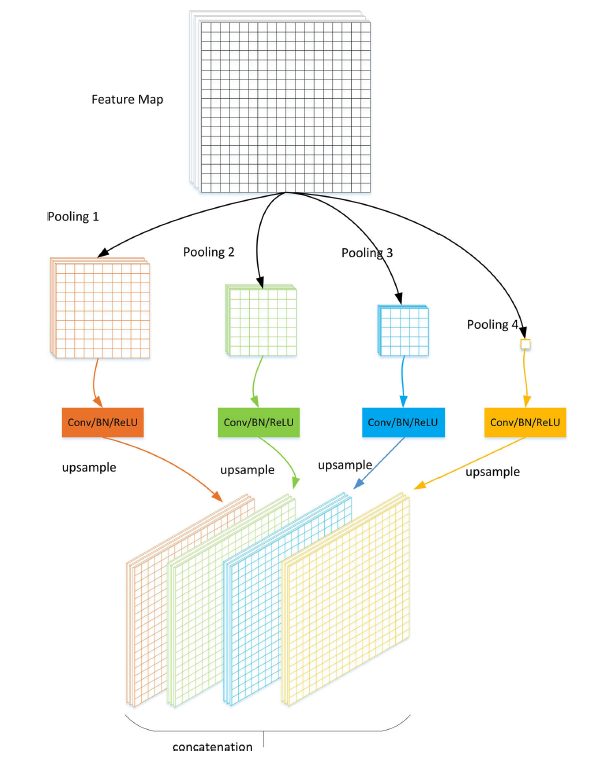 Feature Map
Pooling 1
Pooling 2
Pooling 3
Pooling 4
Conv/BN/ReLU
Conv/BN/ReLU
Conv/BN/ReLU
Conv/BN/ReLU
upsample
upsample
upsample
upsample
concatenation